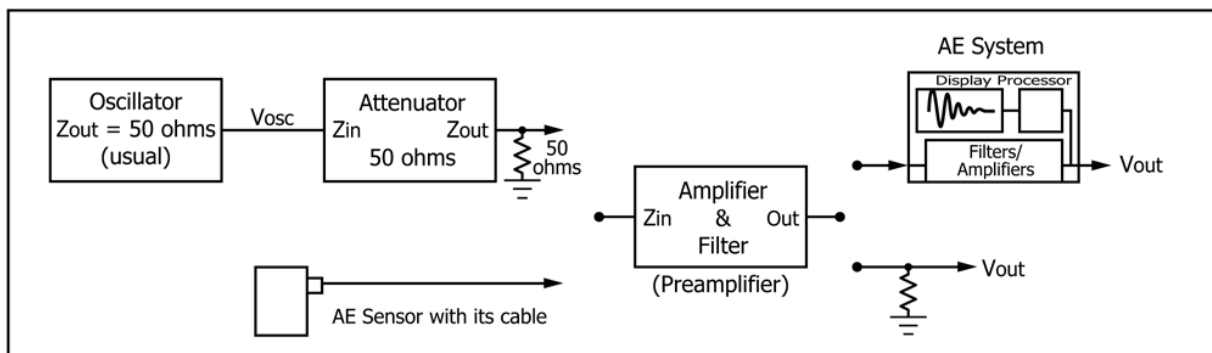 AE System
Display Processor
Oscillator
Zout = 50 ohms
(usual)
Vosc
Attenuator
Zin Zout
50 ohms
50
ohms
Filters/
Amplifiers
Vout
Amplifier
Zin & Out
Filter
(Preamplifier)
Vout
AE Sensor with its cable